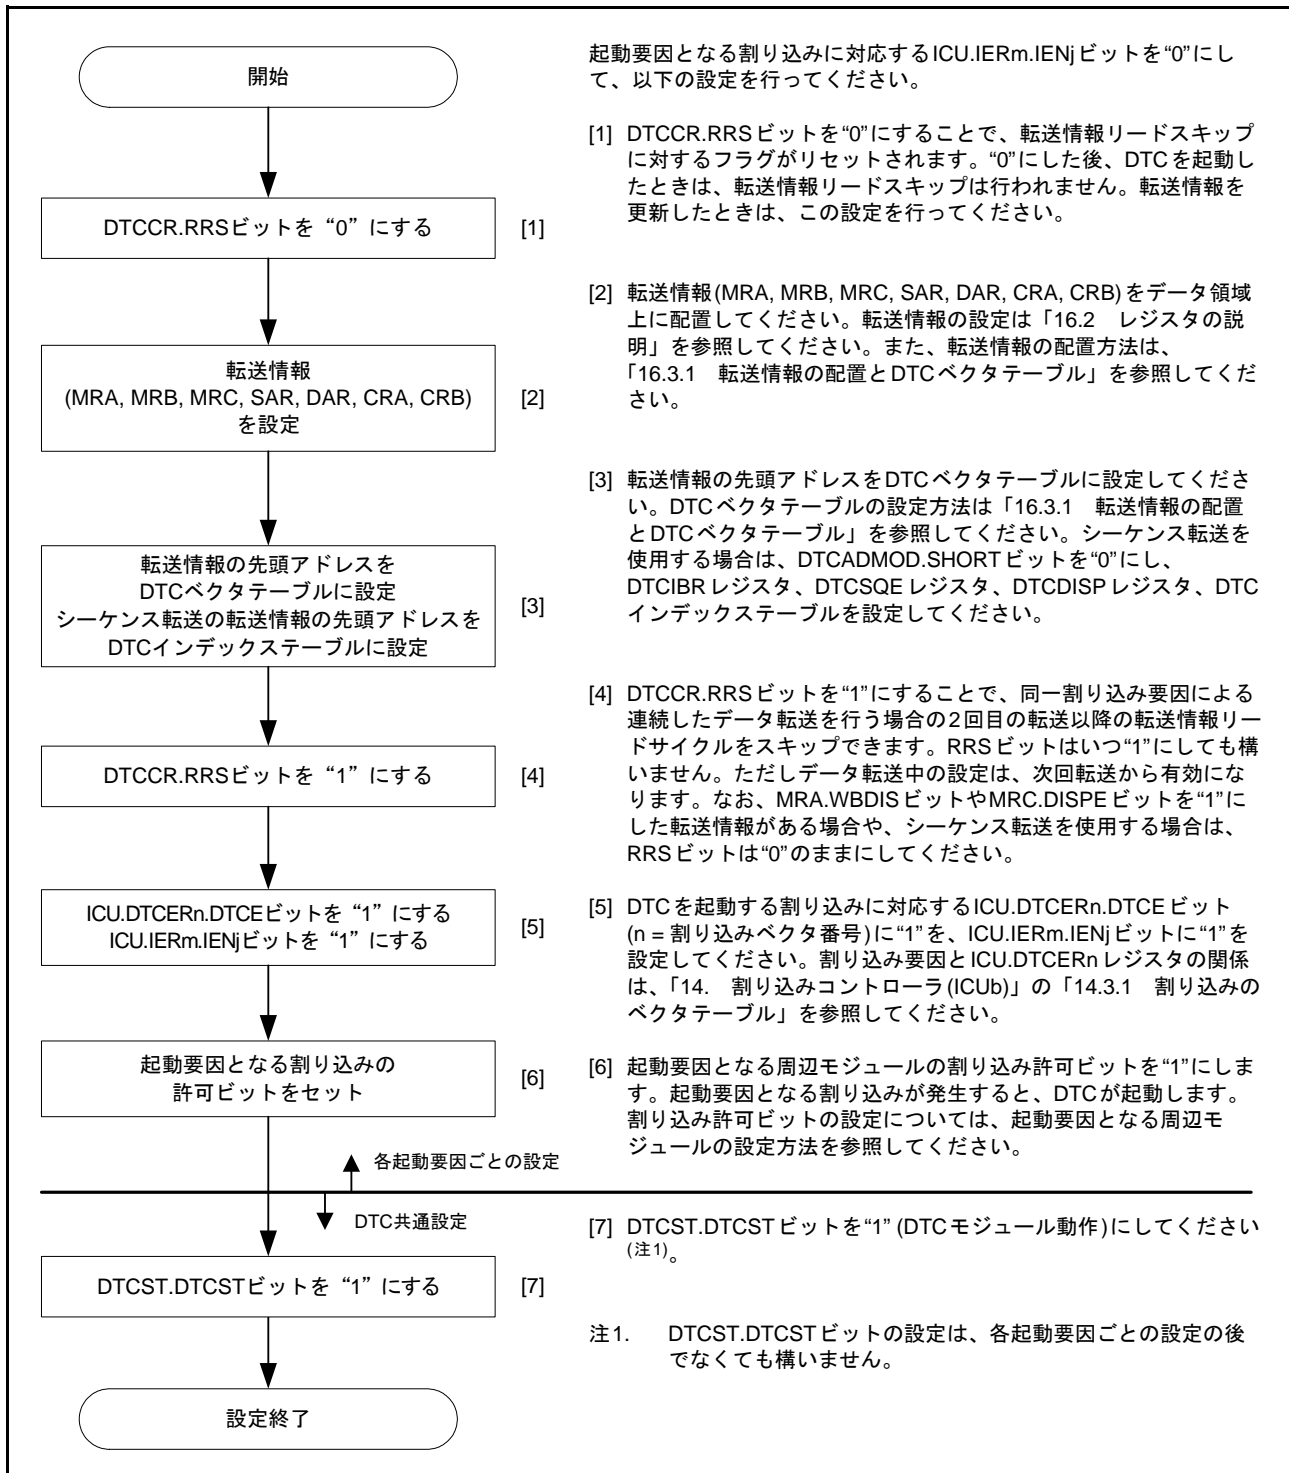 開始
DTCCR.RRSビットを“0”にする
[1]
転送情報
(MRA, MRB, MRC, SAR, DAR, CRA, CRB)
を設定
[2]
転送情報の先頭アドレスを
DTCベクタテーブルに設定
シーケンス転送の転送情報の先頭アドレスを
DTCインデックステーブルに設定
[3]
DTCCR.RRSビットを“1”にする
[4]
ICU.DTCERn.DTCEビットを“1”にする
ICU.IERm.IENjビットを“1”にする
[5]
起動要因となる割り込みの
許可ビットをセット
[6]
各起動要因ごとの設定
DTC共通設定
DTCST.DTCSTビットを“1”にする
[7]
設定終了
起動要因となる割り込みに対応するICU.IERm.IENjビットを“0”にし
て、以下の設定を行ってください。
[1] DTCCR.RRSビットを“0”にすることで、転送情報リードスキップ
に対するフラグがリセットされます。“0”にした後、DTCを起動し
たときは、転送情報リードスキップは行われません。転送情報を
更新したときは、この設定を行ってください。
[2] 転送情報(MRA, MRB, MRC, SAR, DAR, CRA, CRB)をデータ領域
上に配置してください。転送情報の設定は「16.2　レジスタの説
明」を参照してください。また、転送情報の配置方法は、
「16.3.1　転送情報の配置とDTCベクタテーブル」を参照してくだ
さい。
[3] 転送情報の先頭アドレスをDTCベクタテーブルに設定してくださ
い。DTCベクタテーブルの設定方法は「16.3.1　転送情報の配置
とDTCベクタテーブル」を参照してください。シーケンス転送を
使用する場合は、DTCADMOD.SHORTビットを“0”にし、
DTCIBRレジスタ、DTCSQEレジスタ、DTCDISPレジスタ、DTC
インデックステーブルを設定してください。
[4] DTCCR.RRSビットを“1”にすることで、同一割り込み要因による
連続したデータ転送を行う場合の2回目の転送以降の転送情報リー
ドサイクルをスキップできます。RRSビットはいつ“1”にしても構
いません。ただしデータ転送中の設定は、次回転送から有効にな
ります。なお、MRA.WBDISビットやMRC.DISPEビットを“1”に
した転送情報がある場合や、シーケンス転送を使用する場合は、
RRSビットは“0”のままにしてください。
[5] DTCを起動する割り込みに対応するICU.DTCERn.DTCEビット
(n = 割り込みベクタ番号)に“1”を、ICU.IERm.IENjビットに“1”を
設定してください。割り込み要因とICU.DTCERnレジスタの関係
は、「14.　割り込みコントローラ(ICUb)」の「14.3.1　割り込みの
ベクタテーブル」を参照してください。
[6] 起動要因となる周辺モジュールの割り込み許可ビットを“1”にしま
す。起動要因となる割り込みが発生すると、DTCが起動します。
割り込み許可ビットの設定については、起動要因となる周辺モ
ジュールの設定方法を参照してください。
[7] DTCST.DTCSTビットを“1” (DTCモジュール動作)にしてください
(注1)。
注1.　DTCST.DTCSTビットの設定は、各起動要因ごとの設定の後
でなくても構いません。